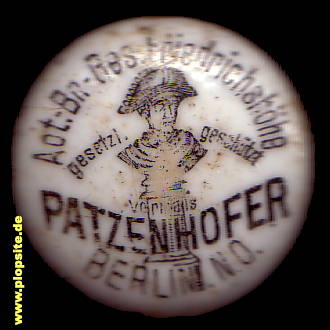 Act:-Br:-Ges. Friedrichshöhe
gesetzl. geschützt
Vormals
PATZENHOFER
BERLIN. N.O.
www.plopsite.de